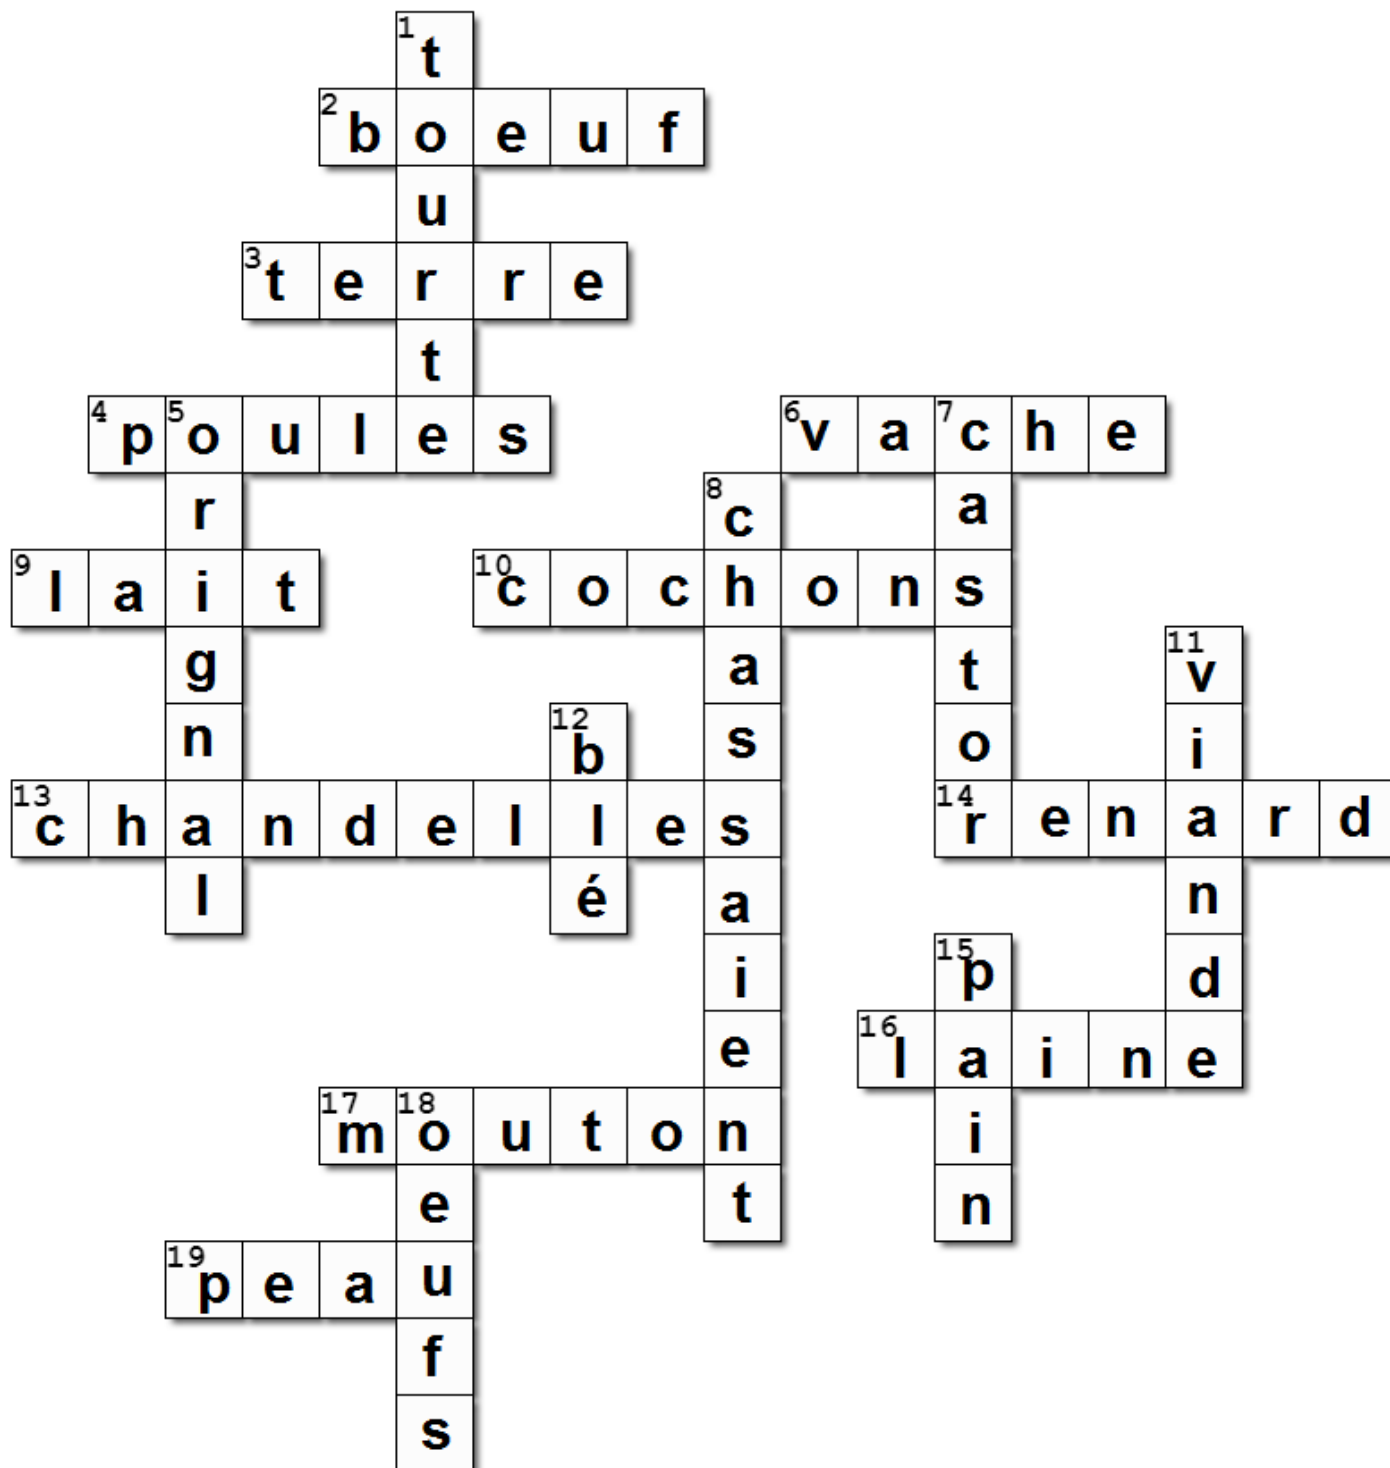 1 t
2 b o e u f
u
3 t e r r e
t
4 p 5 o u l e s 6 v a 7 c h e
r 8 c a
9 l a i t 10 c o c h o n s
g a t 11 v
n 12 b s o i
13 c h a n d e l l e s 14 r e n a r d
l é a n
i 15 p d
e 16 l a i n e
17 m 18 o u t o n i
e t n
19 p e a u
f
s